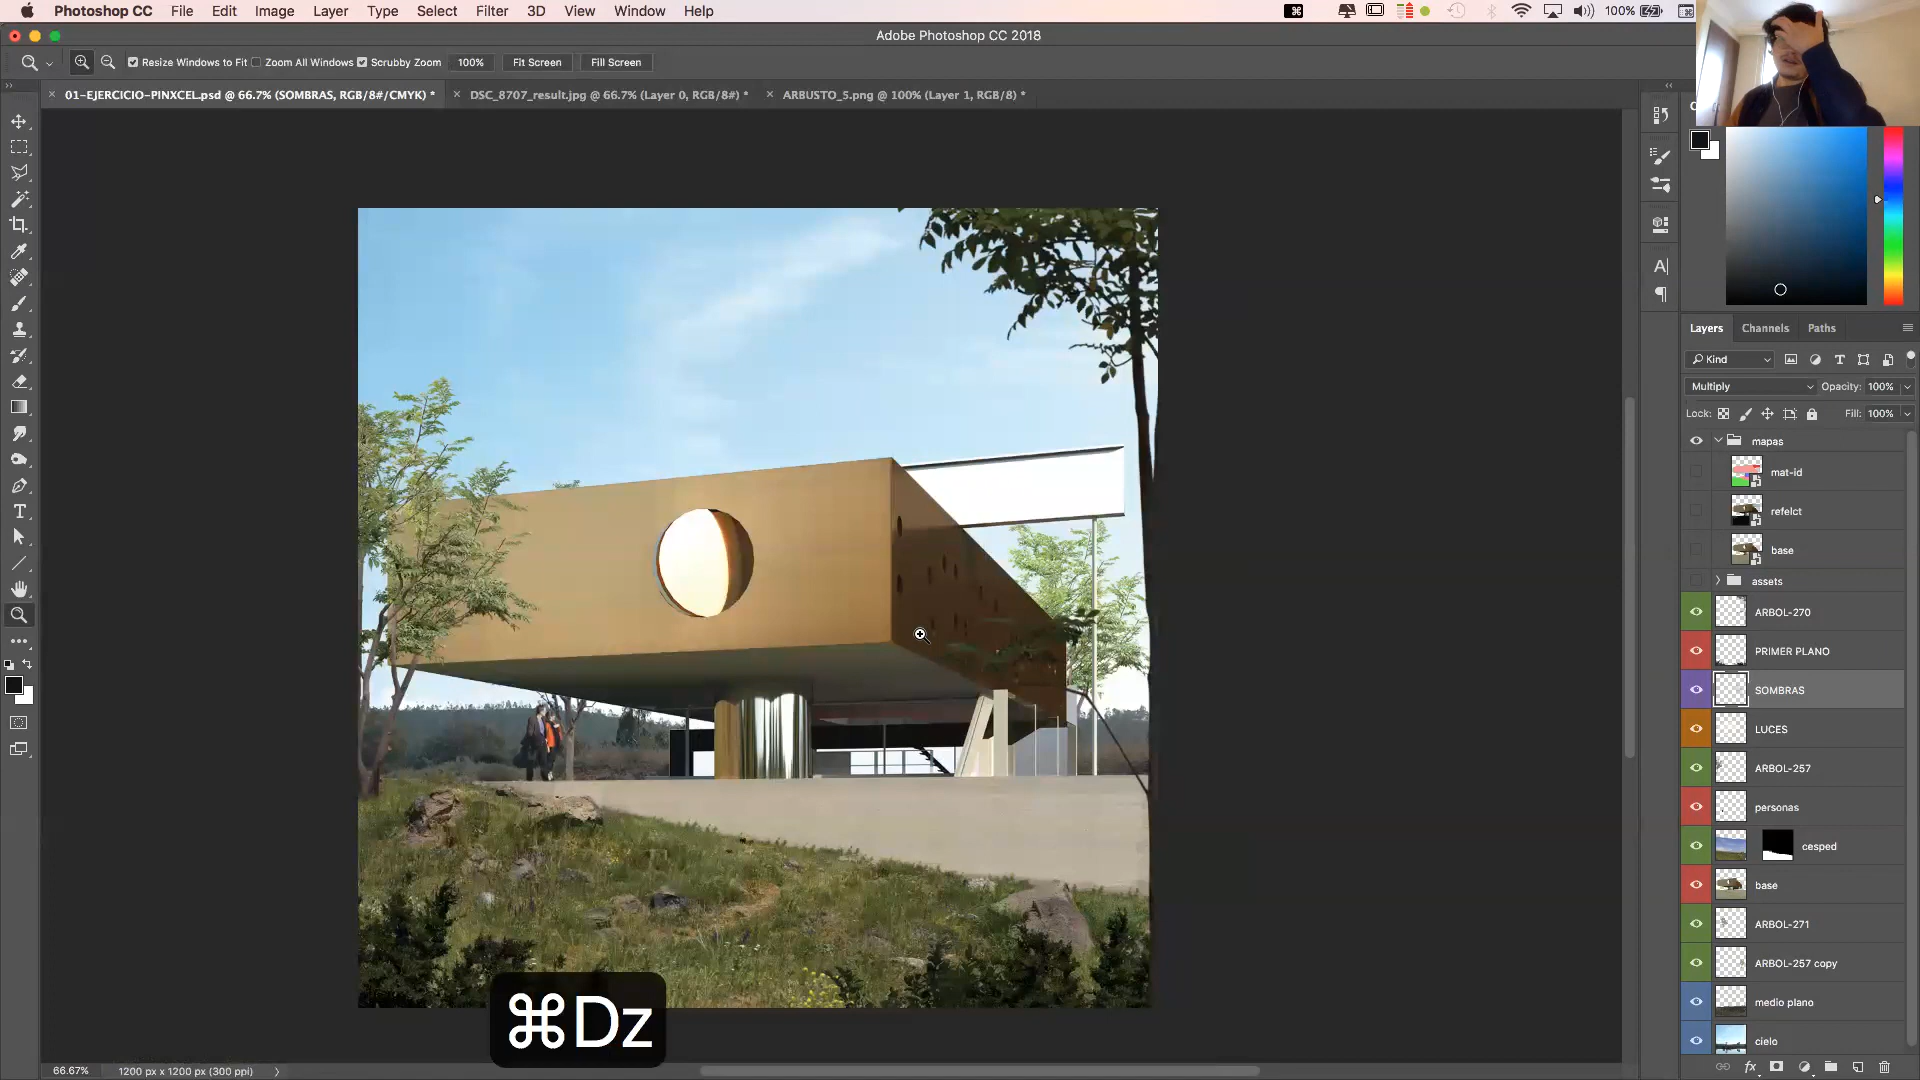 Photoshop CC File Edit Image Layer Type Select Filter 3D View Window Help 100%
Adobe Photoshop CC 2018
Resize Windows to Fit Zoom All Windows Scrubby Zoom 100% Fit Screen Fill Screen
01-EJERCICIO-PINXCEL.psd @ 66.7% (SOMBRAS, RGB/8#/CMYK) * DSC_8707_result.jpg @ 66.7% (Layer 0, RGB/8#) * ARBUSTO_5.png @ 100% (Layer 1, RGB/8) *
Layers Channels Paths
Kind
Multiply Opacity: 100%
Lock: Fill: 100%
mapas
mat-id
refelct
base
assets
ARBOL-270
PRIMER PLANO
SOMBRAS
LUCES
ARBOL-257
personas
cesped
base
ARBOL-271
ARBOL-257 copy
medio plano
cielo
⌘Dz
66.67% 1200 px x 1200 px (300 ppi)